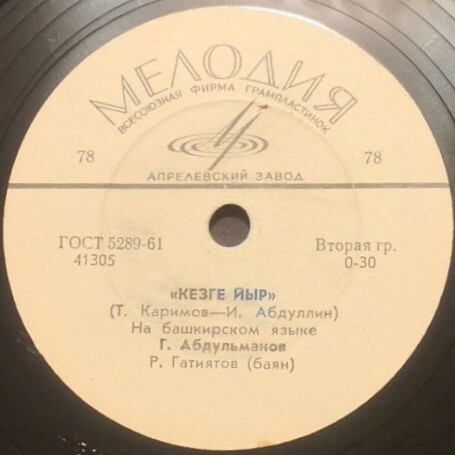 МЕЛОДИЯ
ВСЕСОЮЗНАЯ ФИРМА ГРАМПЛАСТИНОК
78 78
АПРЕЛЕВСКИЙ ЗАВОД
ГОСТ 5289-61 Вторая гр.
41305 0-30
«КЕЗГЕ ЙЫР»
(Т. Каримов—И. Абдуллин)
На башкирском языке
Г. Абдульманов
Р. Гатиятов (баян)